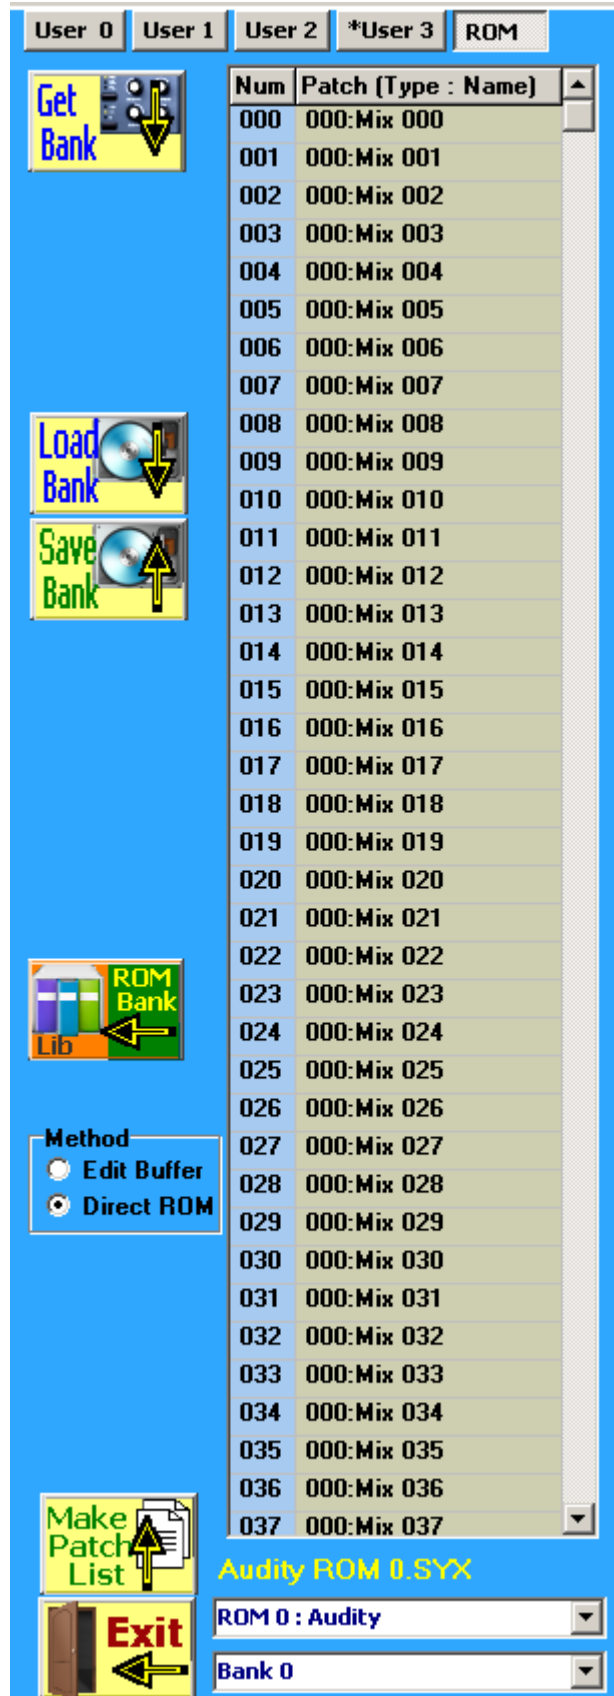 User 0 User 1 User 2 *User 3 ROM
Get
Bank
Num Patch (Type : Name)
000 000:Mix 000
001 000:Mix 001
002 000:Mix 002
003 000:Mix 003
004 000:Mix 004
005 000:Mix 005
006 000:Mix 006
007 000:Mix 007
008 000:Mix 008
009 000:Mix 009
010 000:Mix 010
011 000:Mix 011
012 000:Mix 012
013 000:Mix 013
014 000:Mix 014
015 000:Mix 015
016 000:Mix 016
017 000:Mix 017
018 000:Mix 018
019 000:Mix 019
020 000:Mix 020
021 000:Mix 021
022 000:Mix 022
023 000:Mix 023
024 000:Mix 024
025 000:Mix 025
026 000:Mix 026
027 000:Mix 027
028 000:Mix 028
029 000:Mix 029
030 000:Mix 030
031 000:Mix 031
032 000:Mix 032
033 000:Mix 033
034 000:Mix 034
035 000:Mix 035
036 000:Mix 036
037 000:Mix 037
Load
Bank
Save
Bank
ROM
Bank
Lib
Method
Edit Buffer
Direct ROM
Make
Patch
List
Audity ROM 0.SYX
Exit
ROM 0 : Audity
Bank 0